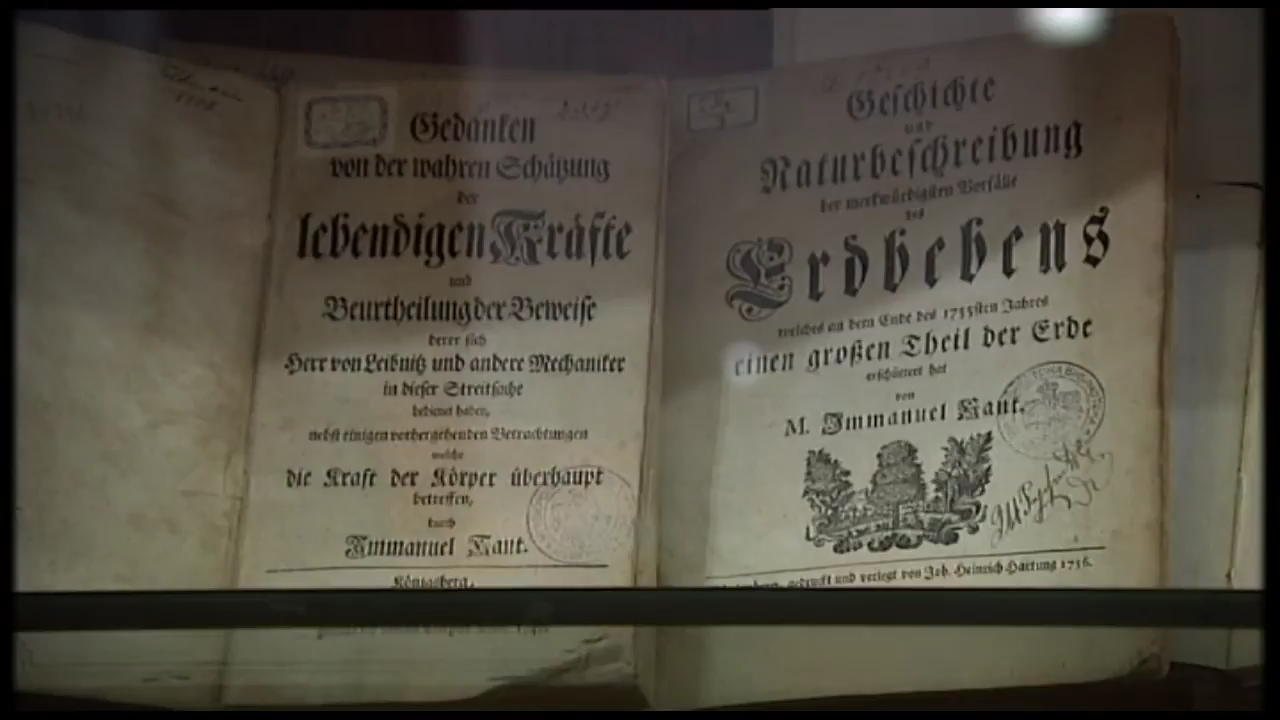 Gedanken
von der wahren Schätzung
der
lebendigen Kräfte
und
Beurtheilung der Beweise
derer sich
Herr von Leibnitz und andere Mechaniker
in dieser Streitsache
bedienet haben,
nebst einigen vorhergehenden Betrachtungen
welche
die Kraft der Körper überhaupt
betreffen,
durch
Immanuel Kant.
Königsberg,
Geschichte
und
Naturbeschreibung
der merkwürdigsten Vorfälle
des
Erdbebens
welches an dem Ende des 1755sten Jahres
einen großen Theil der Erde
erschüttert hat
von
M. Immanuel Kant.
gedruckt und verlegt von Joh. Heinrich Hartung 1756.